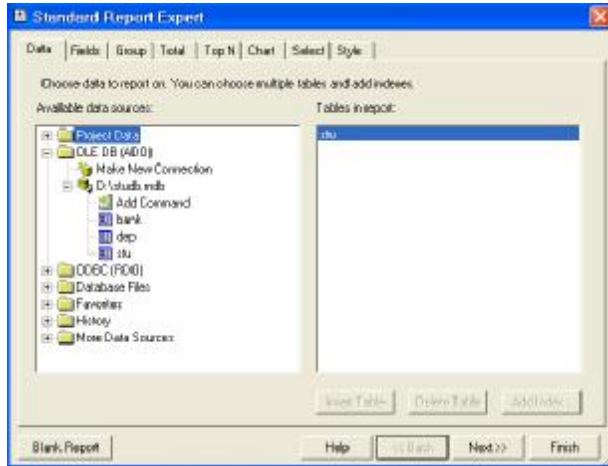 Standard Report Expert
Data Fields Group Total Top N Chart Select Style
Choose data to report on. You can choose multiple tables and add indexes.
Available data sources: Tables in report:
Project Data stu
OLE DB (ADO)
Make New Connection
D:\studb.mdb
Add Command
bank
dep
stu
ODBC (RDO)
Database Files
Favorites
History
More Data Sources
Insert Table Delete Table Add Index
Blank Report Help << Back Next >> Finish